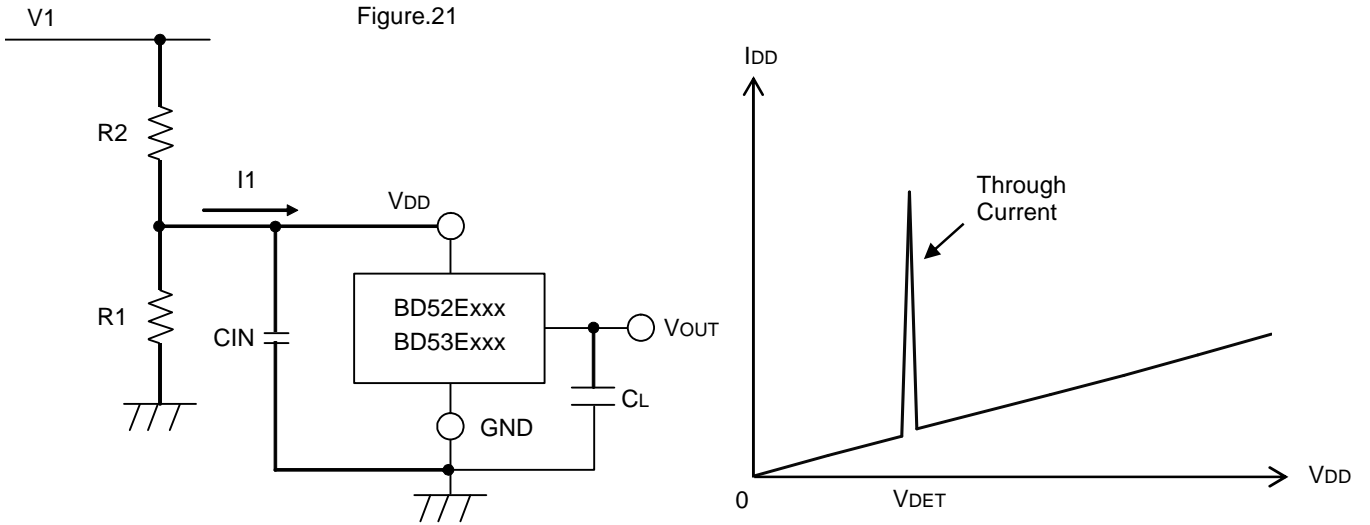 V1
Figure.21
R2
I1
VDD
R1
CIN
BD52Exxx
BD53Exxx
VOUT
CL
GND
IDD
Through
Current
0
VDET
VDD